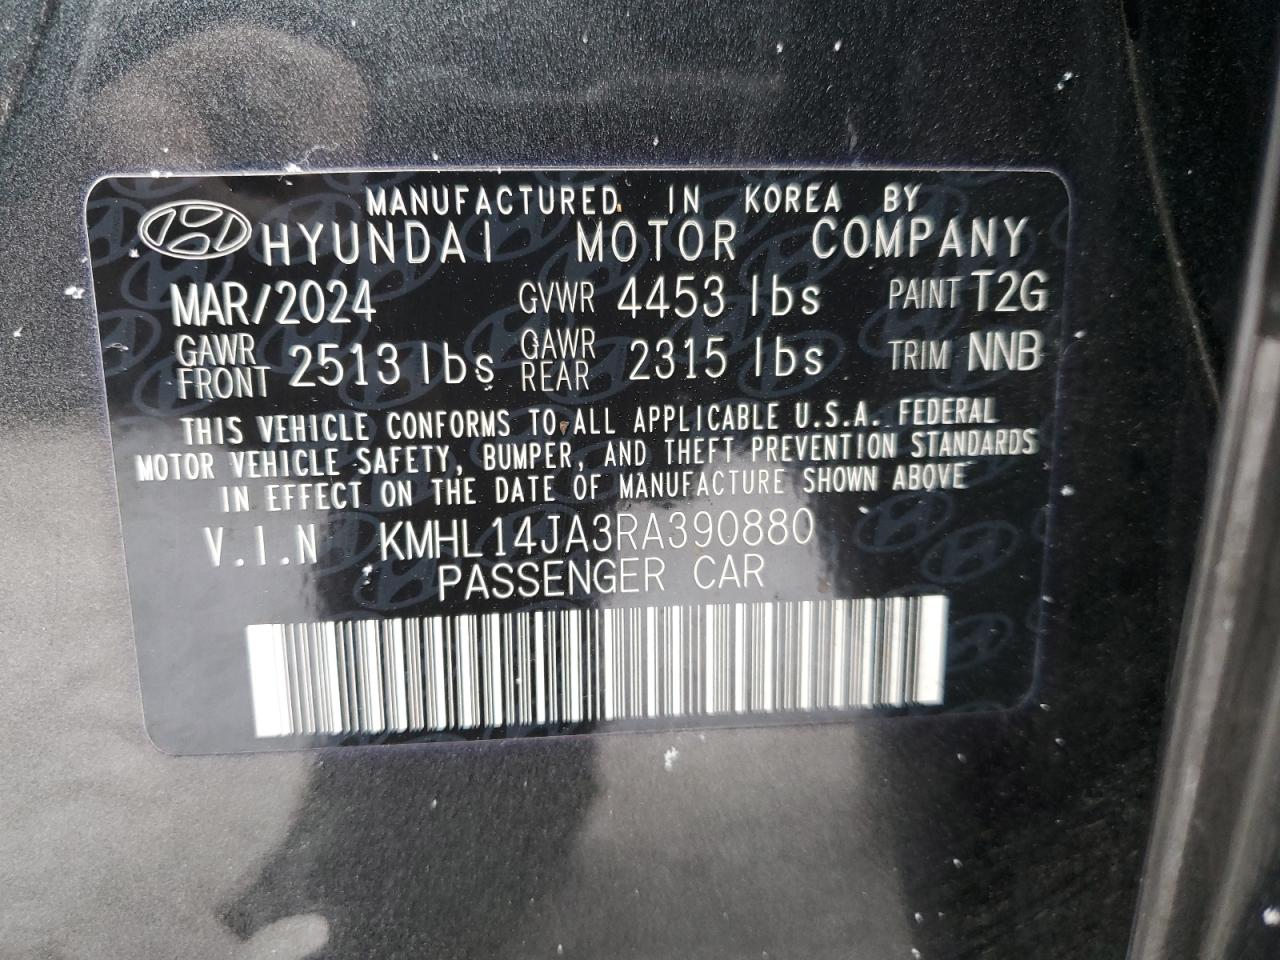 MANUFACTURED IN KOREA BY
HYUNDAI MOTOR COMPANY
MAR/2024 GVWR 4453 lbs PAINT T2G
GAWR FRONT 2513 lbs GAWR REAR 2315 lbs TRIM NNB
THIS VEHICLE CONFORMS TO ALL APPLICABLE U.S.A. FEDERAL
MOTOR VEHICLE SAFETY, BUMPER, AND THEFT PREVENTION STANDARDS
IN EFFECT ON THE DATE OF MANUFACTURE SHOWN ABOVE
V.I.N KMHL14JA3RA390880
PASSENGER CAR